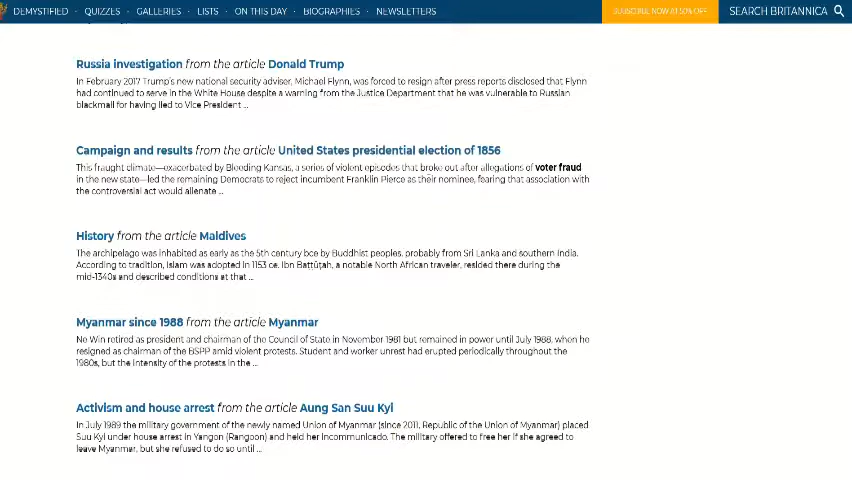 DEMYSTIFIED · QUIZZES · GALLERIES · LISTS · ON THIS DAY · BIOGRAPHIES · NEWSLETTERS SUBSCRIBE NOW AT 50% OFF SEARCH BRITANNICA
Russia investigation from the article Donald Trump
In February 2017 Trump's new national security adviser, Michael Flynn, was forced to resign after press reports disclosed that Flynn
had continued to serve in the White House despite a warning from the Justice Department that he was vulnerable to Russian
blackmail for having lied to Vice President ...
Campaign and results from the article United States presidential election of 1856
This fraught climate—exacerbated by Bleeding Kansas, a series of violent episodes that broke out after allegations of voter fraud
in the new state—led the remaining Democrats to reject incumbent Franklin Pierce as their nominee, fearing that association with
the controversial act would alienate ...
History from the article Maldives
The archipelago was inhabited as early as the 5th century bce by Buddhist peoples, probably from Sri Lanka and southern India.
According to tradition, Islam was adopted in 1153 ce. Ibn Baṭṭūṭah, a notable North African traveler, resided there during the
mid-1340s and described conditions at that ...
Myanmar since 1988 from the article Myanmar
Ne Win retired as president and chairman of the Council of State in November 1981 but remained in power until July 1988, when he
resigned as chairman of the BSPP amid violent protests. Student and worker unrest had erupted periodically throughout the
1980s, but the intensity of the protests in the ...
Activism and house arrest from the article Aung San Suu Kyi
In July 1989 the military government of the newly named Union of Myanmar (since 2011, Republic of the Union of Myanmar) placed
Suu Kyi under house arrest in Yangon (Rangoon) and held her incommunicado. The military offered to free her if she agreed to
leave Myanmar, but she refused to do so until ...